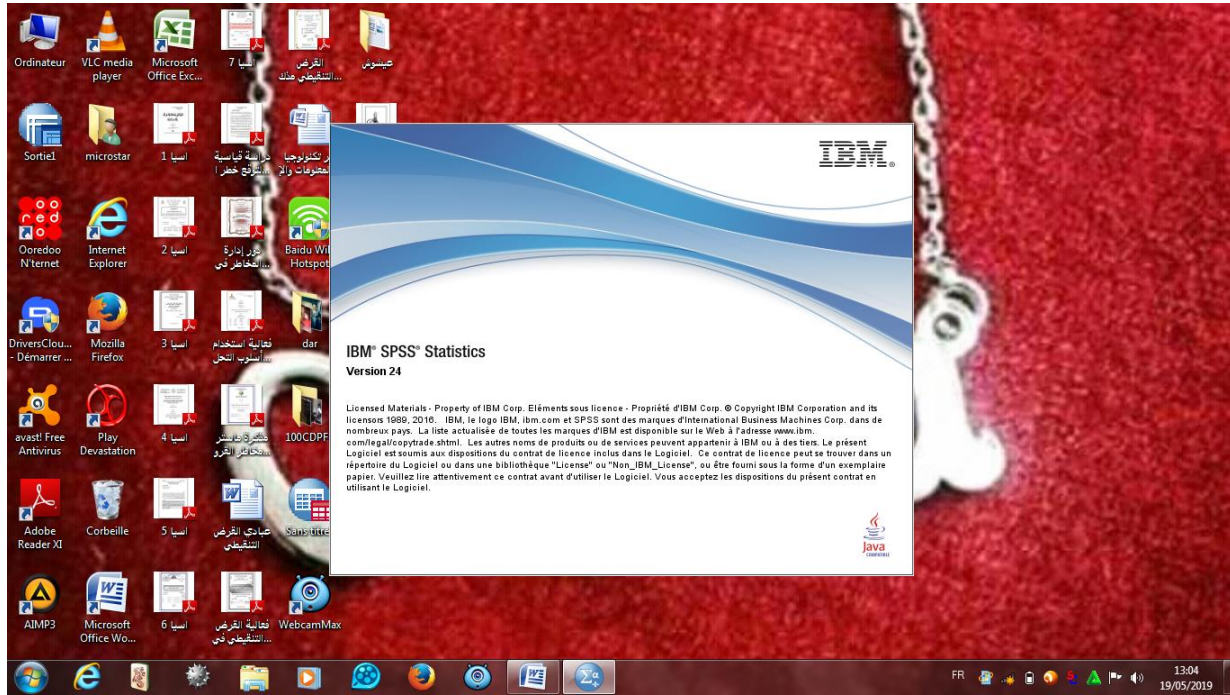 Ordinateur
VLC media
player
Microsoft
Office Exc...
اسيا 7
القرض
التنقيطي هذك...
عيشوش
Sortie1
microstar
اسيا 1
دراسة قياسية
لتوقع خطر ا...
ر تكنولوجيا
المعلومات والإ
Ooredoo
N'ternet
Internet
Explorer
اسيا 2
دور إدارة
المخاطر في...
Baidu Wi
Hotspot
DriversClou...
- Démarrer ...
Mozilla
Firefox
اسيا 3
فعالية استخدام
أسلوب التحل...
dar
avast! Free
Antivirus
Play
Devastation
اسيا 4
مخاطر القرو...
100CDPF
Adobe
Reader XI
Corbeille
اسيا 5
عبادي القرض
التنقيطي
Sans titre
AIMP3
Microsoft
Office Wo...
اسيا 6
فعالية القرض
التنقيطي في...
WebcamMax
IBM®
IBM® SPSS® Statistics
Version 24
Licensed Materials - Property of IBM Corp. Eléments sous licence - Propriété d'IBM Corp. © Copyright IBM Corporation and its
licensors 1989, 2016. IBM, le logo IBM, ibm.com et SPSS sont des marques d'International Business Machines Corp. dans de
nombreux pays. La liste actualisée de toutes les marques d'IBM est disponible sur le Web à l'adresse www.ibm.
com/legal/copytrade.shtml. Les autres noms de produits ou de services peuvent appartenir à IBM ou à des tiers. Le présent
Logiciel est soumis aux dispositions du contrat de licence inclus dans le Logiciel. Ce contrat de licence peut se trouver dans un
répertoire du Logiciel ou dans une bibliothèque "License" ou "Non_IBM_License", ou être fourni sous la forme d'un exemplaire
papier. Veuillez lire attentivement ce contrat avant d'utiliser le Logiciel. Vous acceptez les dispositions du présent contrat en
utilisant le Logiciel.
Java
COMPATIBLE
FR
13:04
19/05/2019